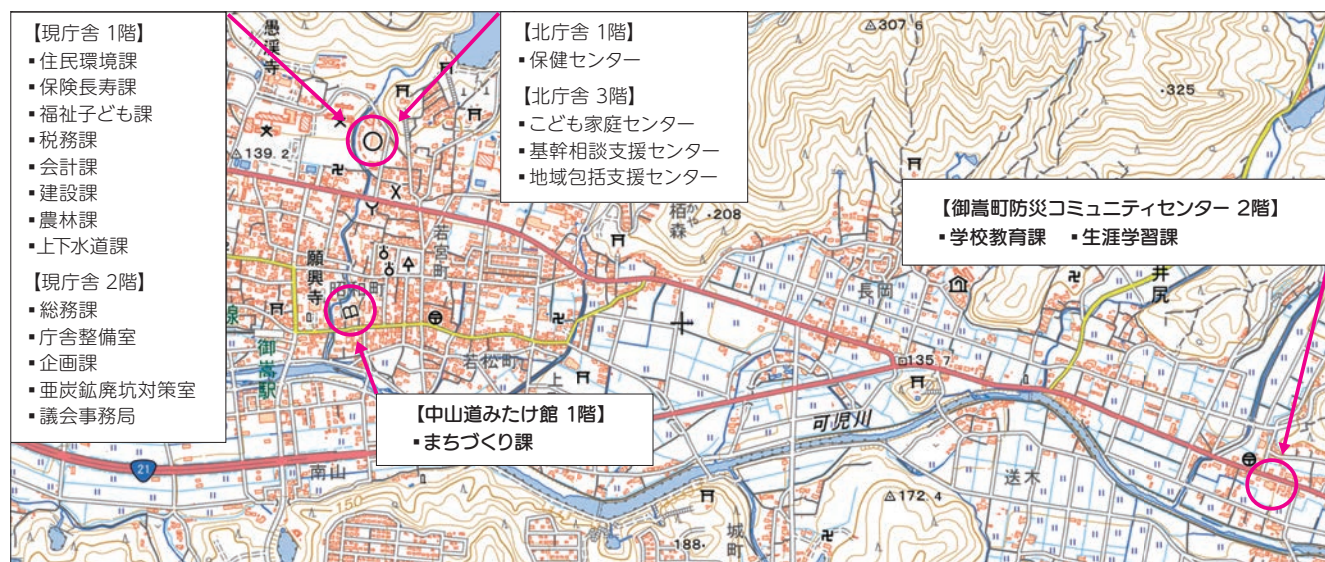 【現庁舎 1階】
▪住民環境課
▪保険長寿課
▪福祉子ども課
▪税務課
▪会計課
▪建設課
▪農林課
▪上下水道課
【現庁舎 2階】
▪総務課
▪庁舎整備室
▪企画課
▪亜炭鉱廃坑対策室
▪議会事務局
【北庁舎 1階】
▪保健センター
【北庁舎 3階】
▪こども家庭センター
▪基幹相談支援センター
▪地域包括支援センター
【御嵩町防災コミュニティセンター 2階】
▪学校教育課 ▪生涯学習課
【中山道みたけ館 1階】
▪まちづくり課
愚渓寺
139.2
307.6
325
栢森
かや
208
若宮町
願興寺
御嵩駅
線
若松町
上
長岡
井尻
135.7
可児川
21
南山
150
送木
172.4
188
城町